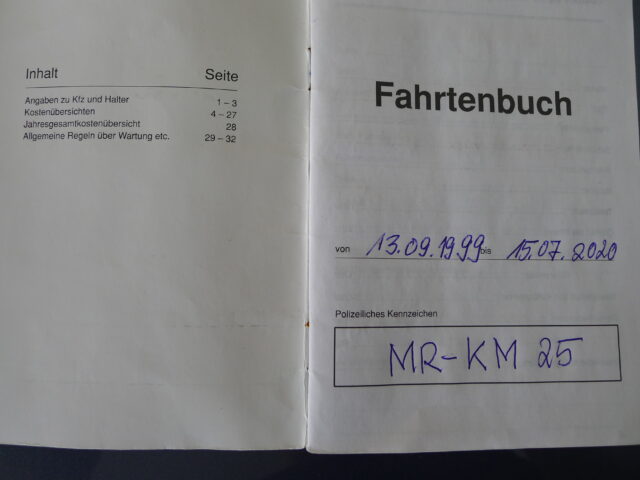 Inhalt Seite
Angaben zu Kfz und Halter 1 – 3
Kostenübersichten 4 – 27
Jahresgesamtkostenübersicht 28
Allgemeine Regeln über Wartung etc. 29 – 32
Fahrtenbuch
von 13.09.1999 bis 15.07.2020
Polizeiliches Kennzeichen
MR-KM 25